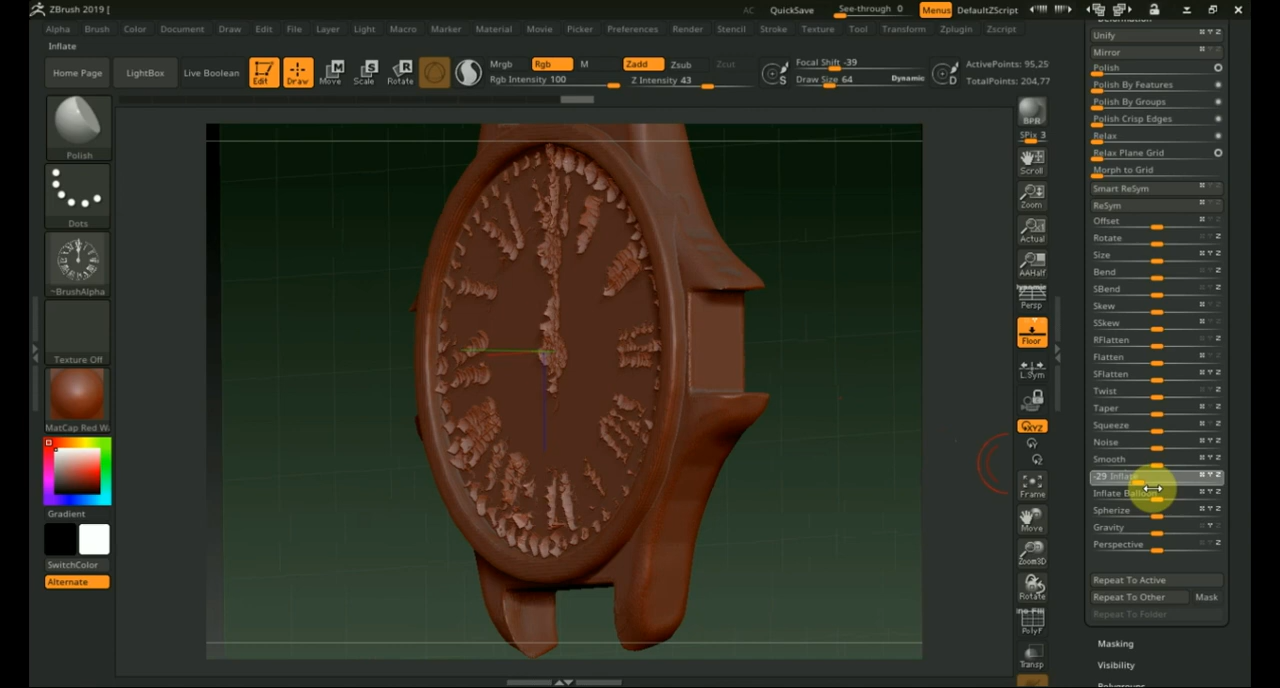 ZBrush 2019 [
AC QuickSave See-through 0 Menus DefaultZScript
Alpha Brush Color Document Draw Edit File Layer Light Macro Marker Material Movie Picker Preferences Render Stencil Stroke Texture Tool Transform Zplugin Zscript
Inflate
Home Page LightBox Live Boolean Edit Draw Move Scale Rotate
Mrgb Rgb M Zadd Zsub Zcut
Rgb Intensity 100 Z Intensity 43
S Focal Shift -39
Draw Size 64 Dynamic D
ActivePoints: 95,25
TotalPoints: 204,77
Polish
Dots
~BrushAlpha
Texture Off
MatCap Red Wa
Gradient
SwitchColor
Alternate
BPR
SPix 3
Scroll
Zoom
Actual
AAHalf
Dynamic
Persp
Floor
L.Sym
XYZ
Y
Z
Frame
Move
Zoom3D
Rotate
PolyF
Transp
Deformation
Unify
Mirror
Polish
Polish By Features
Polish By Groups
Polish Crisp Edges
Relax
Relax Plane Grid
Morph to Grid
Smart ReSym
ReSym
Offset
Rotate
Size
Bend
SBend
Skew
SSkew
RFlatten
Flatten
SFlatten
Twist
Taper
Squeeze
Noise
Smooth
-29 Inflate
Inflate Balloon
Spherize
Gravity
Perspective
Repeat To Active
Repeat To Other Mask
Repeat To Folder
Masking
Visibility
Polygroups